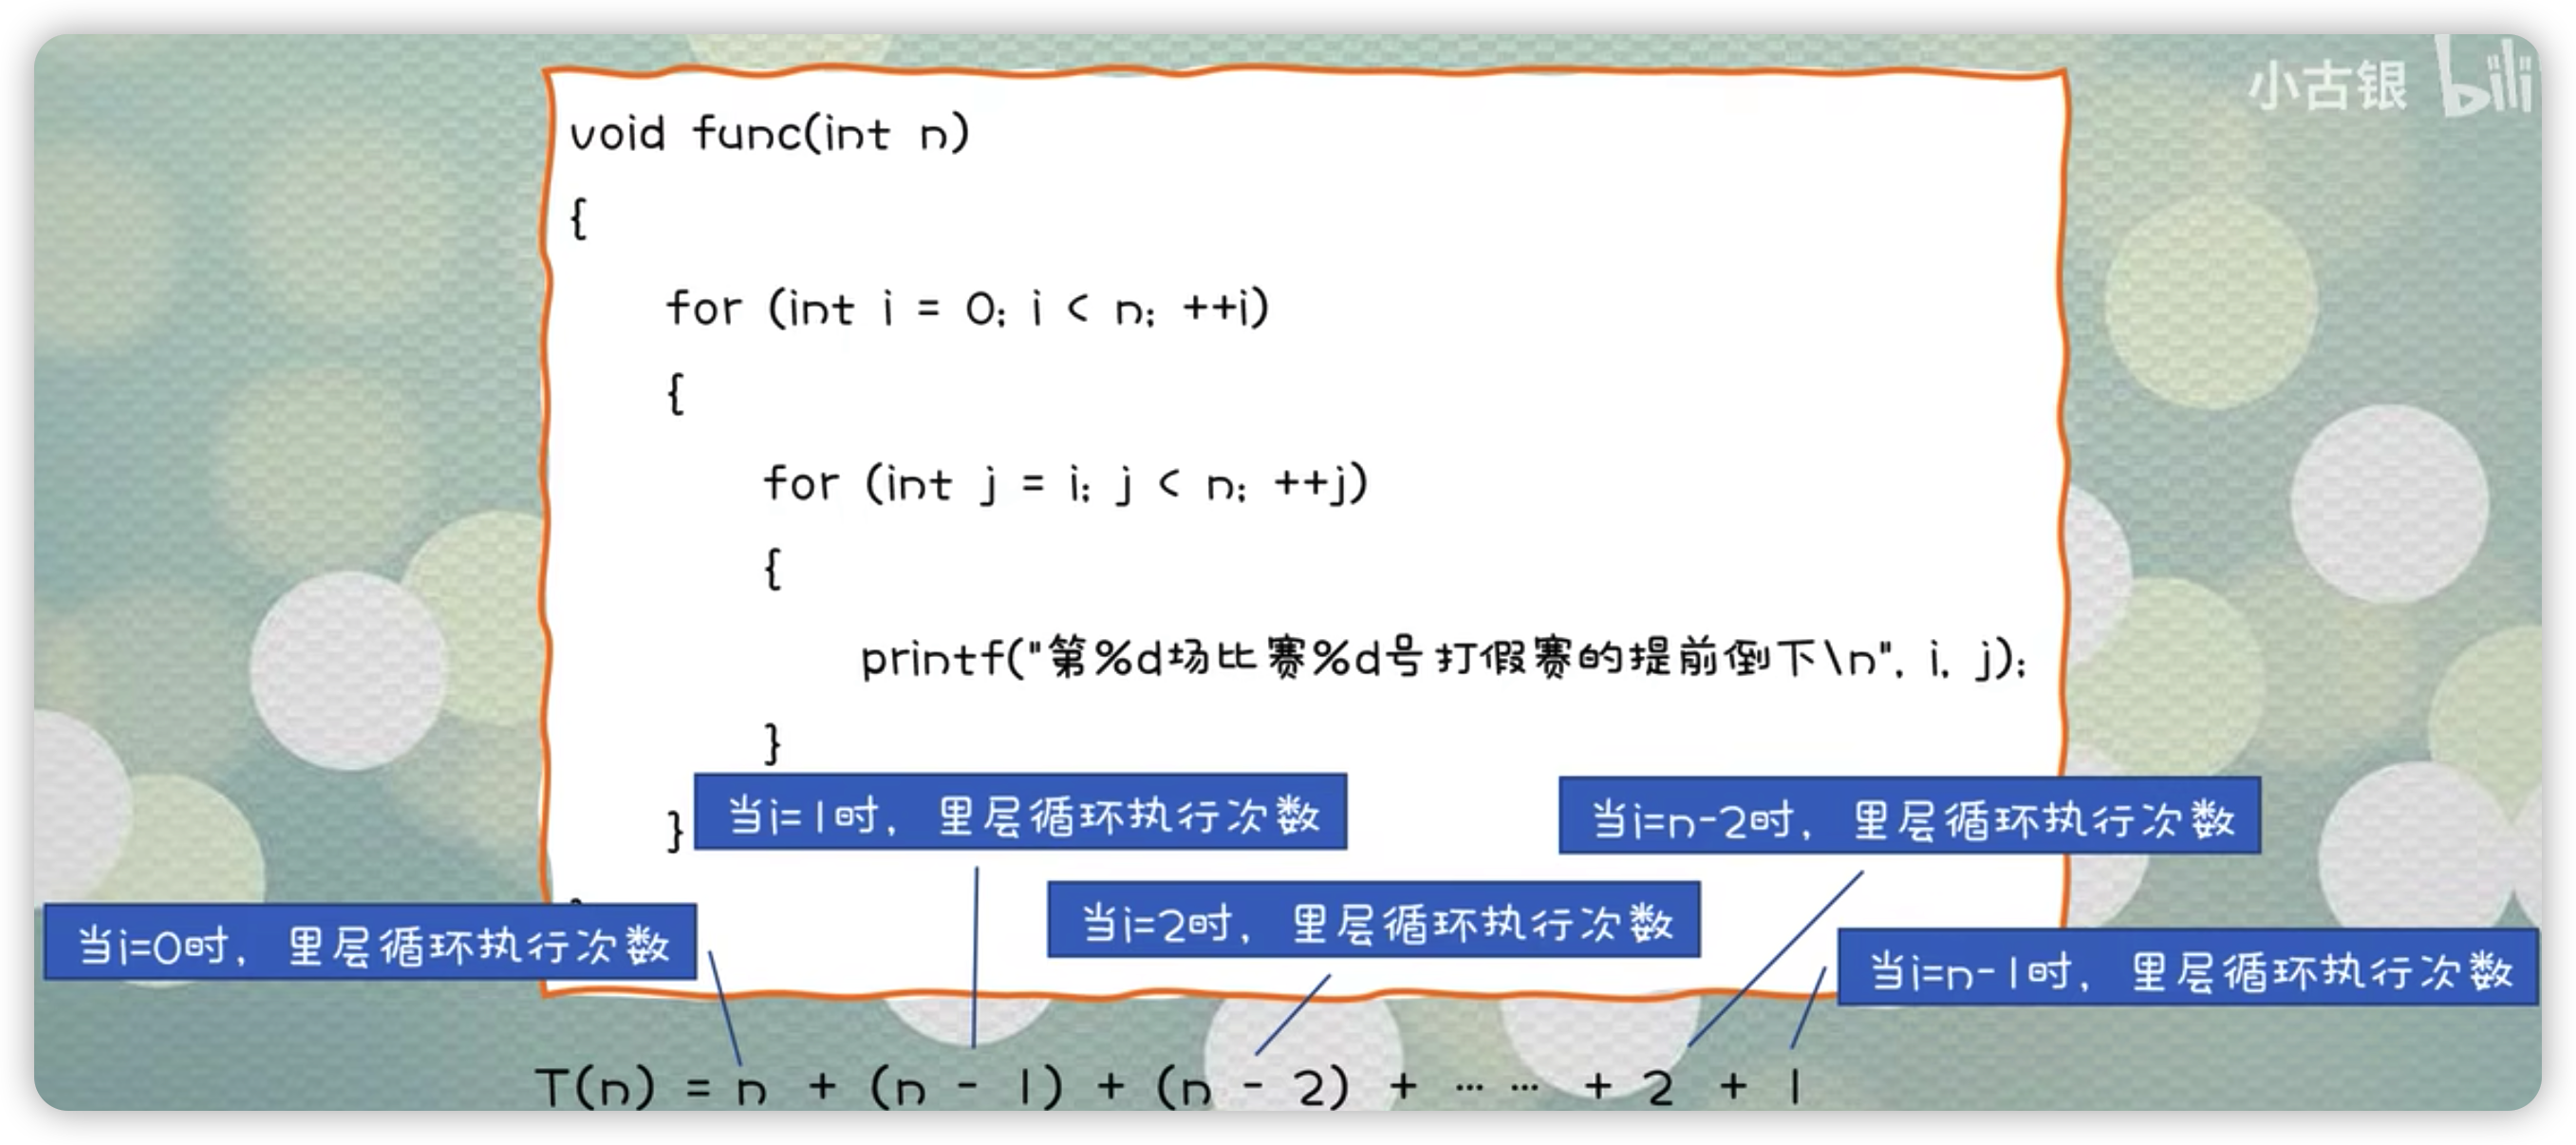 小古银 bilibili
void func(int n)
{
for (int i = 0; i < n; ++i)
{
for (int j = i; j < n; ++j)
{
printf("第%d场比赛%d号打假赛的提前倒下\n", i, j);
}
}
当i=1时，里层循环执行次数
当i=n-2时，里层循环执行次数
当i=0时，里层循环执行次数
当i=2时，里层循环执行次数
当i=n-1时，里层循环执行次数
T(n) = n + (n - 1) + (n - 2) + … … + 2 + 1